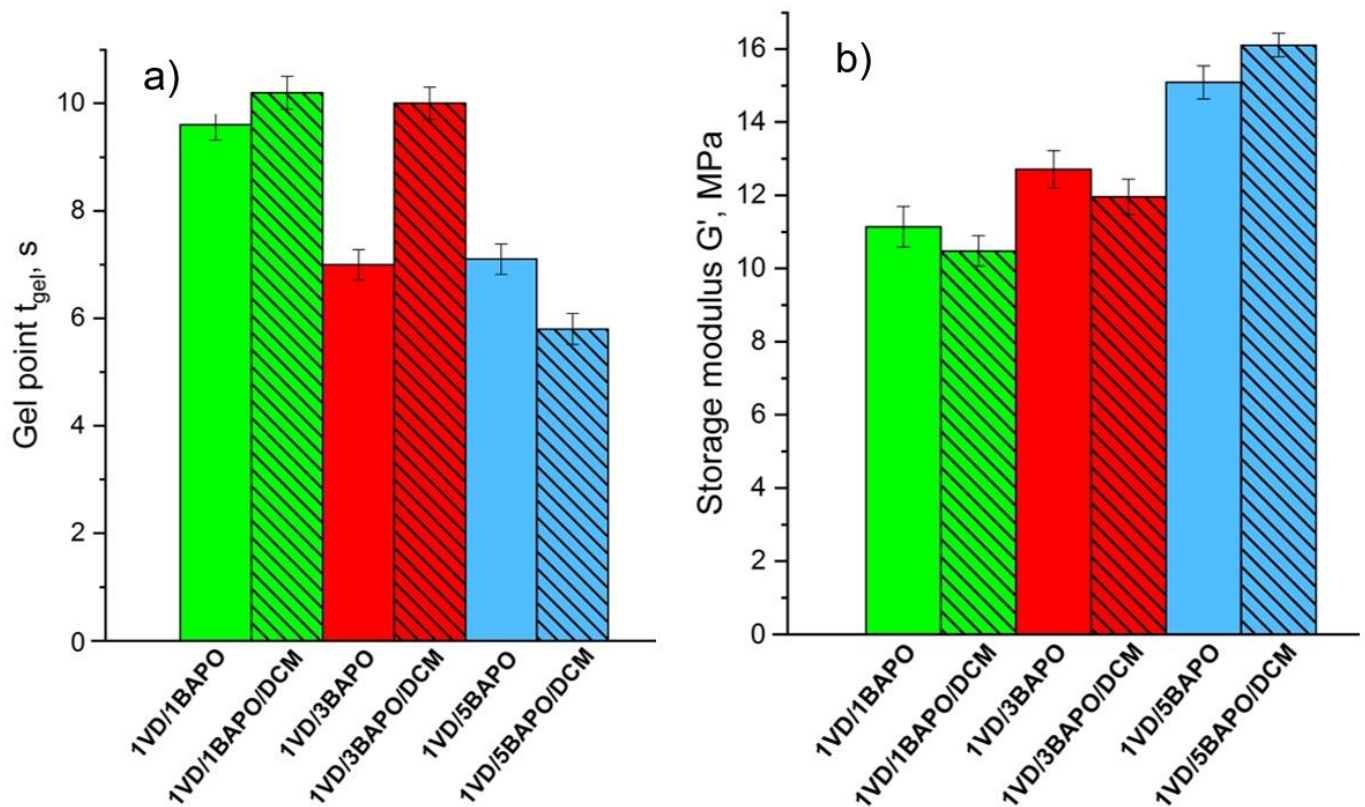 a)
Gel point t_gel, s
10
8
6
4
2
0
1VD/1BAPO
1VD/1BAPO/DCM
1VD/3BAPO
1VD/3BAPO/DCM
1VD/5BAPO
1VD/5BAPO/DCM
b)
Storage modulus G', MPa
16
14
12
10
8
6
4
2
0
1VD/1BAPO
1VD/1BAPO/DCM
1VD/3BAPO
1VD/3BAPO/DCM
1VD/5BAPO
1VD/5BAPO/DCM